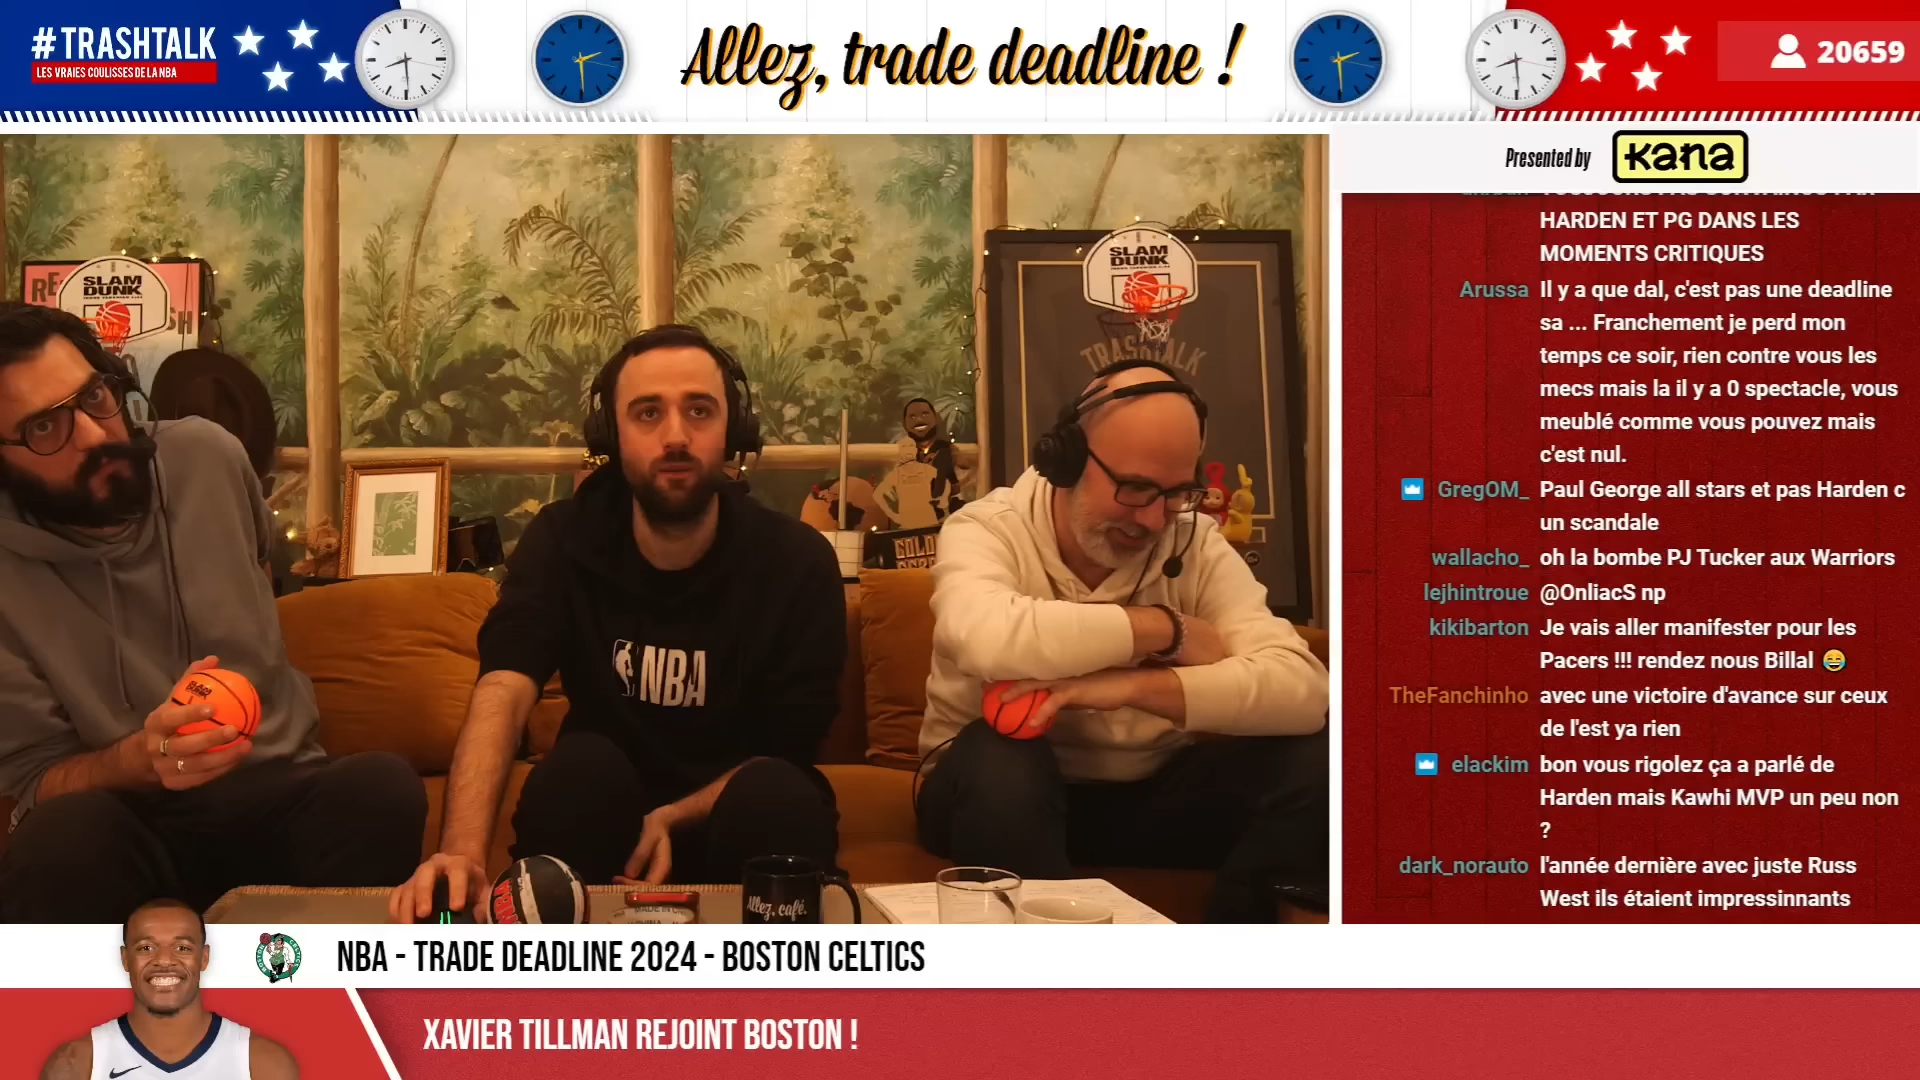 #TRASHTALK
LES VRAIES COULISSES DE LA NBA
Allez, trade deadline !
20659
Presented by
kana
HARDEN ET PG DANS LES
MOMENTS CRITIQUES
Arussa Il y a que dal, c'est pas une deadline
sa ... Franchement je perd mon
temps ce soir, rien contre vous les
mecs mais la il y a 0 spectacle, vous
meublé comme vous pouvez mais
c'est nul.
GregOM_ Paul George all stars et pas Harden c
un scandale
wallacho_ oh la bombe PJ Tucker aux Warriors
lejhintroue @OnliacS np
kikibarton Je vais aller manifester pour les
Pacers !!! rendez nous Billal 😂
TheFanchinho avec une victoire d'avance sur ceux
de l'est ya rien
elackim bon vous rigolez ça a parlé de
Harden mais Kawhi MVP un peu non
?
dark_norauto l'année dernière avec juste Russ
West ils étaient impressinnants
SLAM
DUNK
SLAM
DUNK
TRASHTALK
NBA
SLAM
DUNK
Allez, café.
NBA - TRADE DEADLINE 2024 - BOSTON CELTICS
XAVIER TILLMAN REJOINT BOSTON !